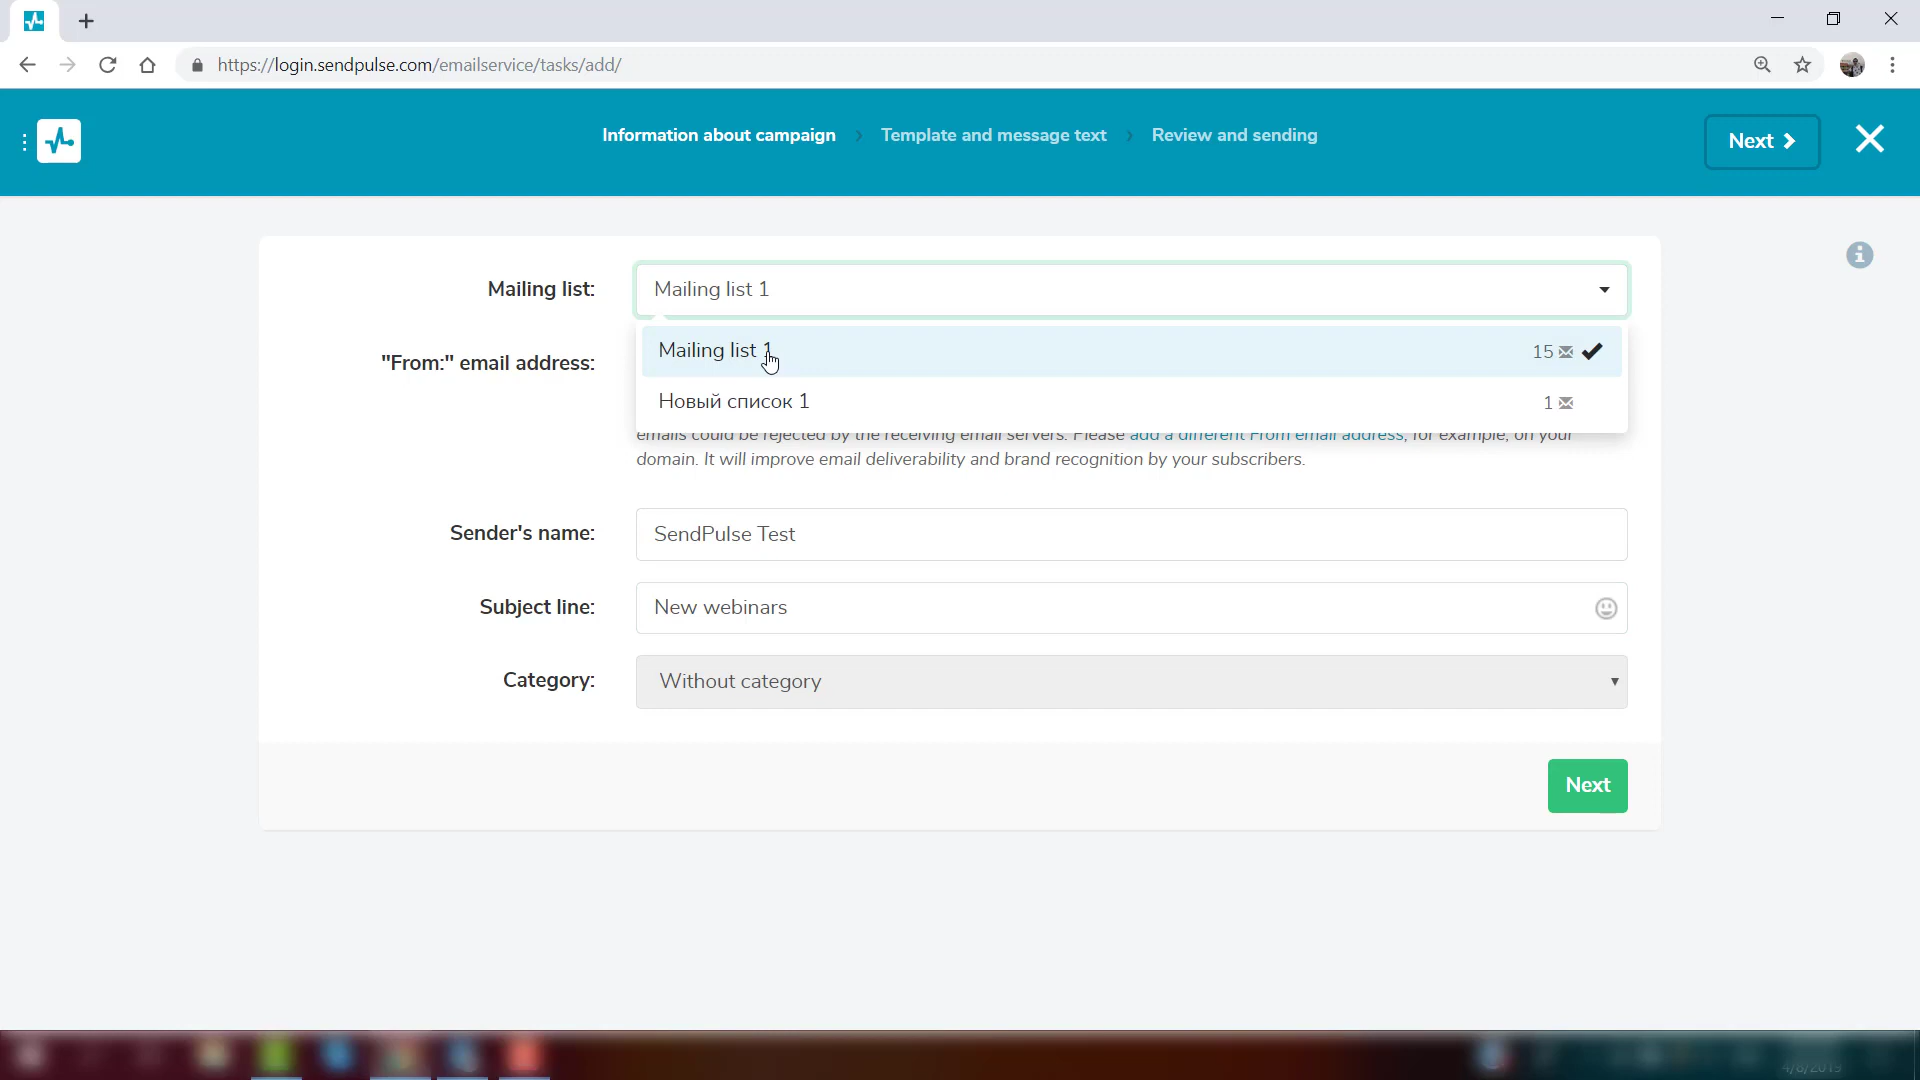 https://login.sendpulse.com/emailservice/tasks/add/
Information about campaign
Template and message text
Review and sending
Next
Mailing list:
Mailing list 1
Mailing list 1
15
"From:" email address:
Новый список 1
1
emails could be rejected by the receiving email servers. Please add a different From email address, for example, on your
domain. It will improve email deliverability and brand recognition by your subscribers.
Sender's name:
SendPulse Test
Subject line:
New webinars
Category:
Without category
Next
4/8/2019